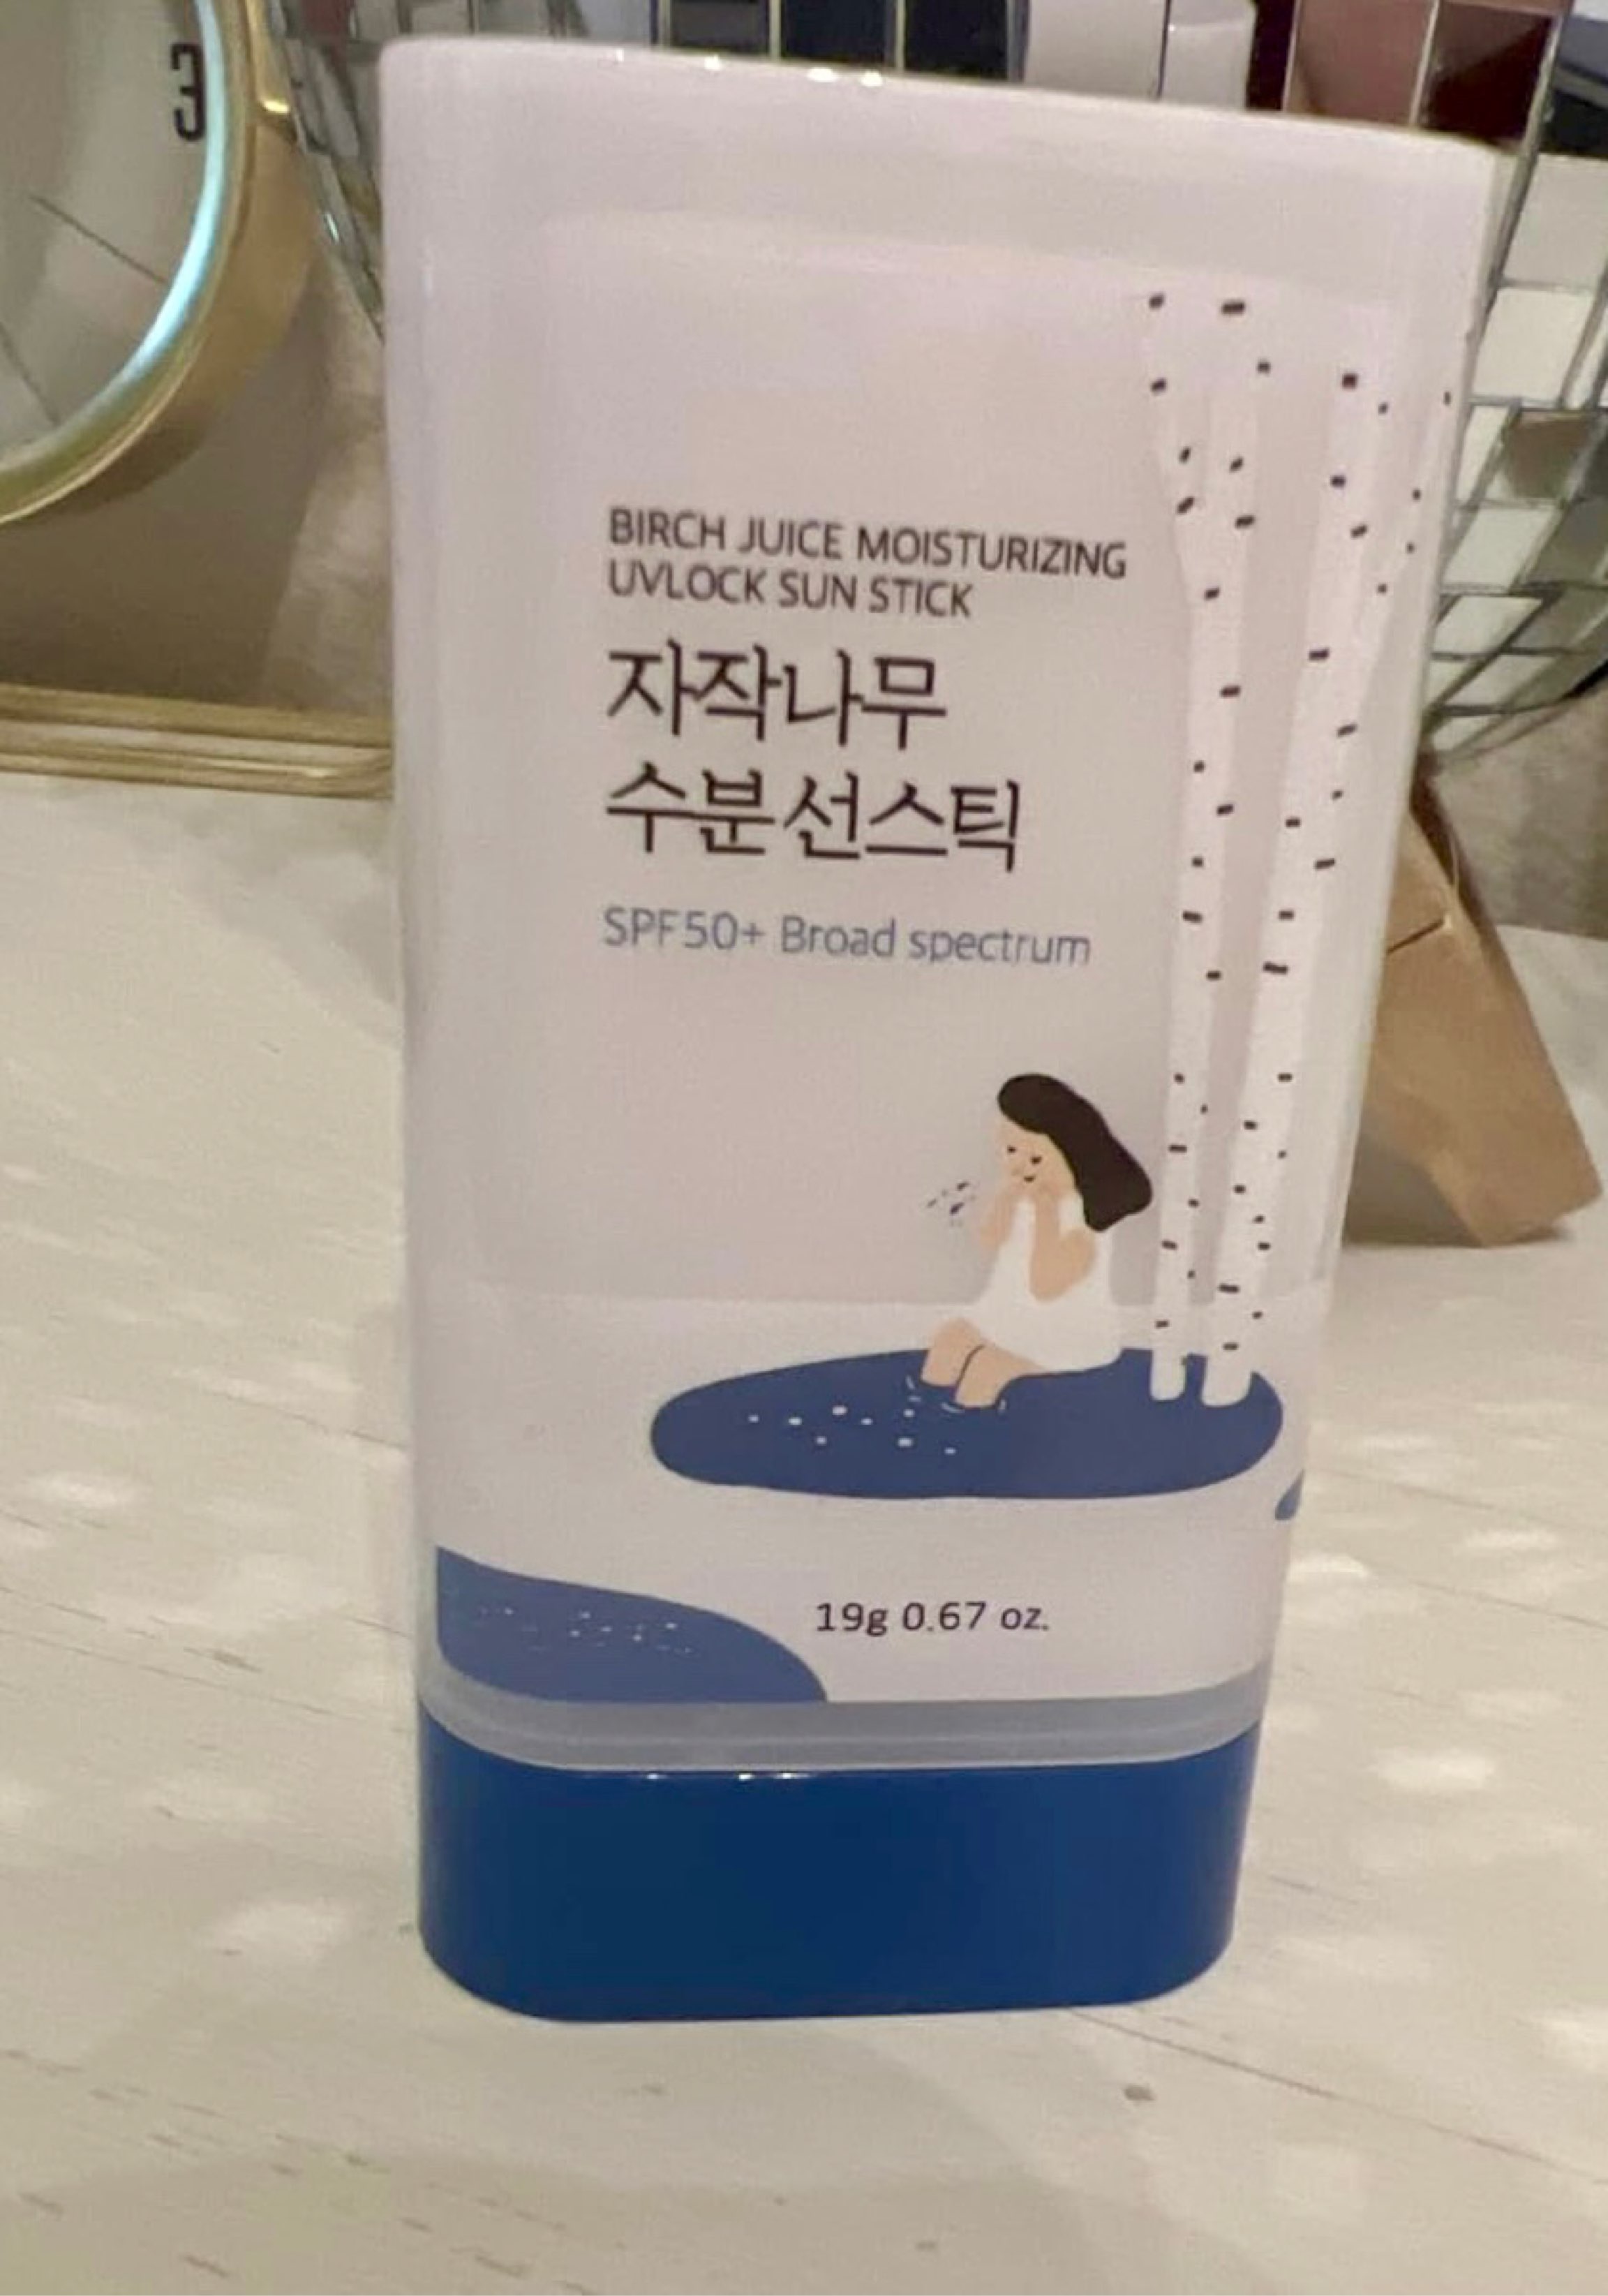 3
BIRCH JUICE MOISTURIZING
UVLOCK SUN STICK
자작나무
수분선스틱
SPF50+ Broad spectrum
19g 0.67 oz.